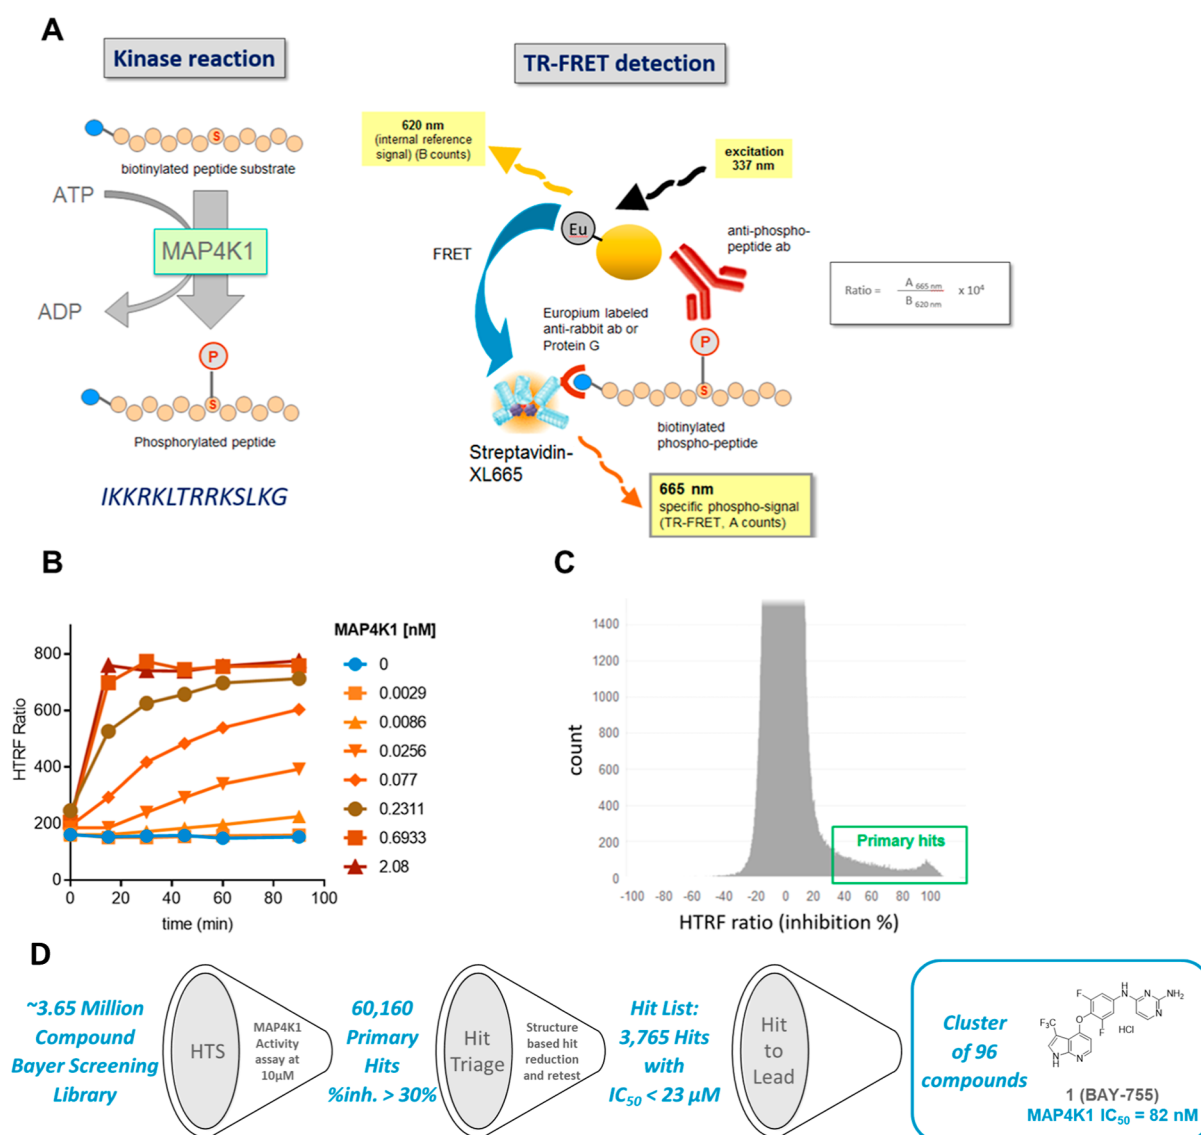 A
Kinase reaction
TR-FRET detection
S
biotinylated peptide substrate
ATP
MAP4K1
ADP
P
S
Phosphorylated peptide
IKKRKLTRRKSLKG
620 nm
(internal reference
signal) (B counts)
excitation
337 nm
Eu
FRET
anti-phospho-
peptide ab
Europium labeled
anti-rabbit ab or
Protein G
P
S
biotinylated
phospho-peptide
Streptavidin-
XL665
665 nm
specific phospho-signal
(TR-FRET, A counts)
Ratio = A 665 nm / B 620 nm x 10⁴
B
HTRF Ratio
800
600
400
200
0
0 20 40 60 80 100
time (min)
MAP4K1 [nM]
0
0.0029
0.0086
0.0256
0.077
0.2311
0.6933
2.08
C
count
1400
1200
1000
800
600
400
200
0
Primary hits
-100 -80 -60 -40 -20 0 20 40 60 80 100
HTRF ratio (inhibition %)
D
~3.65 Million
Compound
Bayer Screening
Library
HTS
MAP4K1
Activity
assay at
10µM
60,160
Primary
Hits
%inh. > 30%
Hit
Triage
Structure
based hit
reduction
and retest
Hit List:
3,765 Hits
with
IC₅₀ < 23 µM
Hit
to
Lead
Cluster
of 96
compounds
H
N
N
NH₂
N
F
F
O
HCl
F₃C
N
H
N
1 (BAY-755)
MAP4K1 IC₅₀ = 82 nM